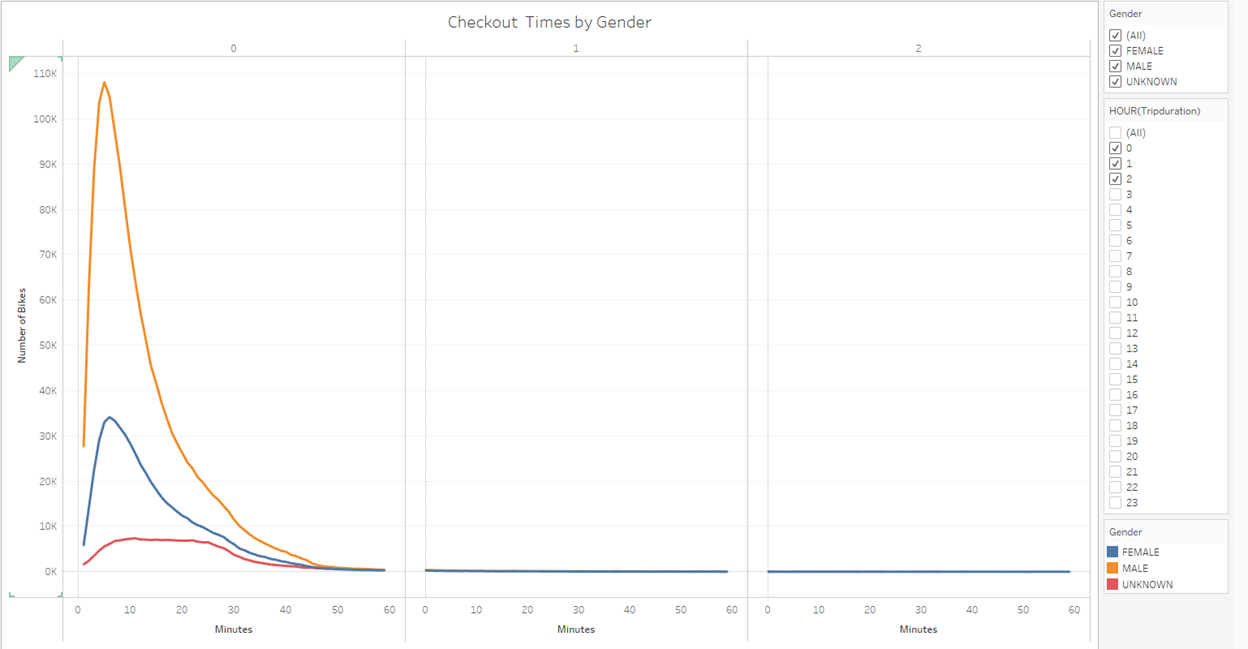 Checkout Times by Gender
0 1 2
110K
100K
90K
80K
70K
60K
50K
40K
30K
20K
10K
0K
Number of Bikes
0 10 20 30 40 50 60 0 10 20 30 40 50 60 0 10 20 30 40 50 60
Minutes Minutes Minutes
Gender
(All)
FEMALE
MALE
UNKNOWN
HOUR(Tripduration)
(All)
0
1
2
3
4
5
6
7
8
9
10
11
12
13
14
15
16
17
18
19
20
21
22
23
Gender
FEMALE
MALE
UNKNOWN